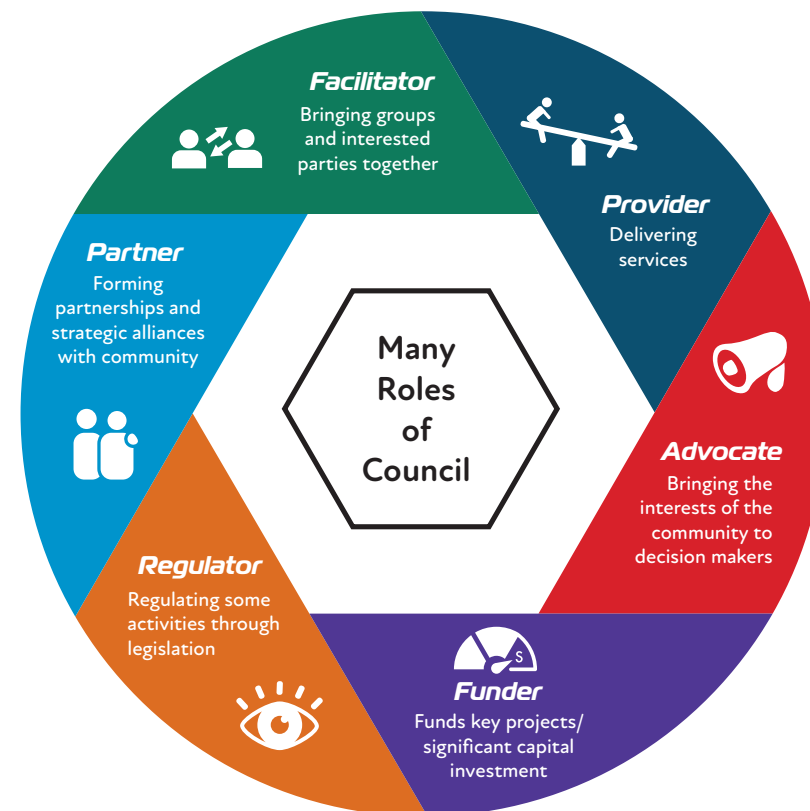 Facilitator
Bringing groups
and interested
parties together
Provider
Delivering
services
Advocate
Bringing the
interests of the
community to
decision makers
S
Funder
Funds key projects/
significant capital
investment
Regulator
Regulating some
activities through
legislation
Partner
Forming
partnerships and
strategic alliances
with community
Many
Roles
of
Council